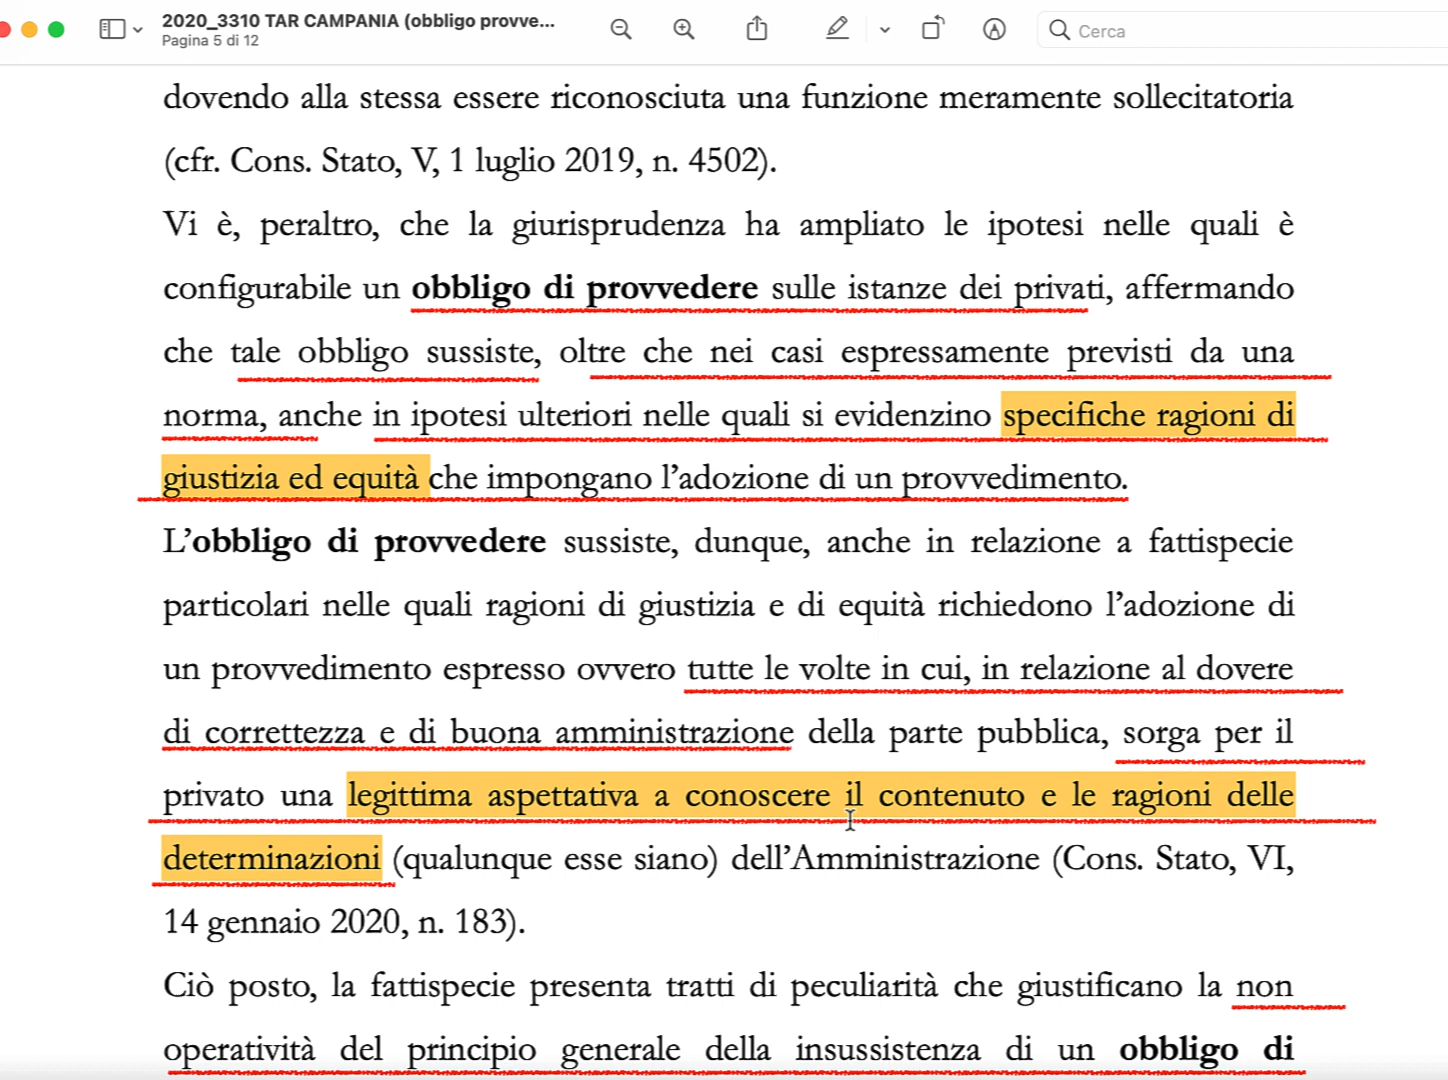 2020_3310 TAR CAMPANIA (obbligo provve...
Pagina 5 di 12
Cerca
dovendo alla stessa essere riconosciuta una funzione meramente sollecitatoria
(cfr. Cons. Stato, V, 1 luglio 2019, n. 4502).
Vi è, peraltro, che la giurisprudenza ha ampliato le ipotesi nelle quali è
configurabile un obbligo di provvedere sulle istanze dei privati, affermando
che tale obbligo sussiste, oltre che nei casi espressamente previsti da una
norma, anche in ipotesi ulteriori nelle quali si evidenzino specifiche ragioni di
giustizia ed equità che impongano l’adozione di un provvedimento.
L’obbligo di provvedere sussiste, dunque, anche in relazione a fattispecie
particolari nelle quali ragioni di giustizia e di equità richiedono l’adozione di
un provvedimento espresso ovvero tutte le volte in cui, in relazione al dovere
di correttezza e di buona amministrazione della parte pubblica, sorga per il
privato una legittima aspettativa a conoscere il contenuto e le ragioni delle
determinazioni (qualunque esse siano) dell’Amministrazione (Cons. Stato, VI,
14 gennaio 2020, n. 183).
Ciò posto, la fattispecie presenta tratti di peculiarità che giustificano la non
operatività del principio generale della insussistenza di un obbligo di